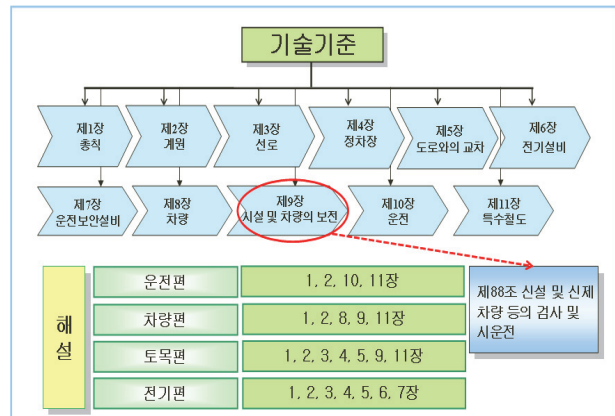 기술기준
제1장
총칙
제2장
계원
제3장
선로
제4장
정차장
제5장
도로와의 교차
제6장
전기설비
제7장
운전보안설비
제8장
차량
제9장
시설 및 차량의 보전
제10장
운전
제11장
특수철도
해설
운전편
1, 2, 10, 11장
차량편
1, 2, 8, 9, 11장
토목편
1, 2, 3, 4, 5, 9, 11장
전기편
1, 2, 3, 4, 5, 6, 7장
제88조 신설 및 신제
차량 등의 검사 및
시운전